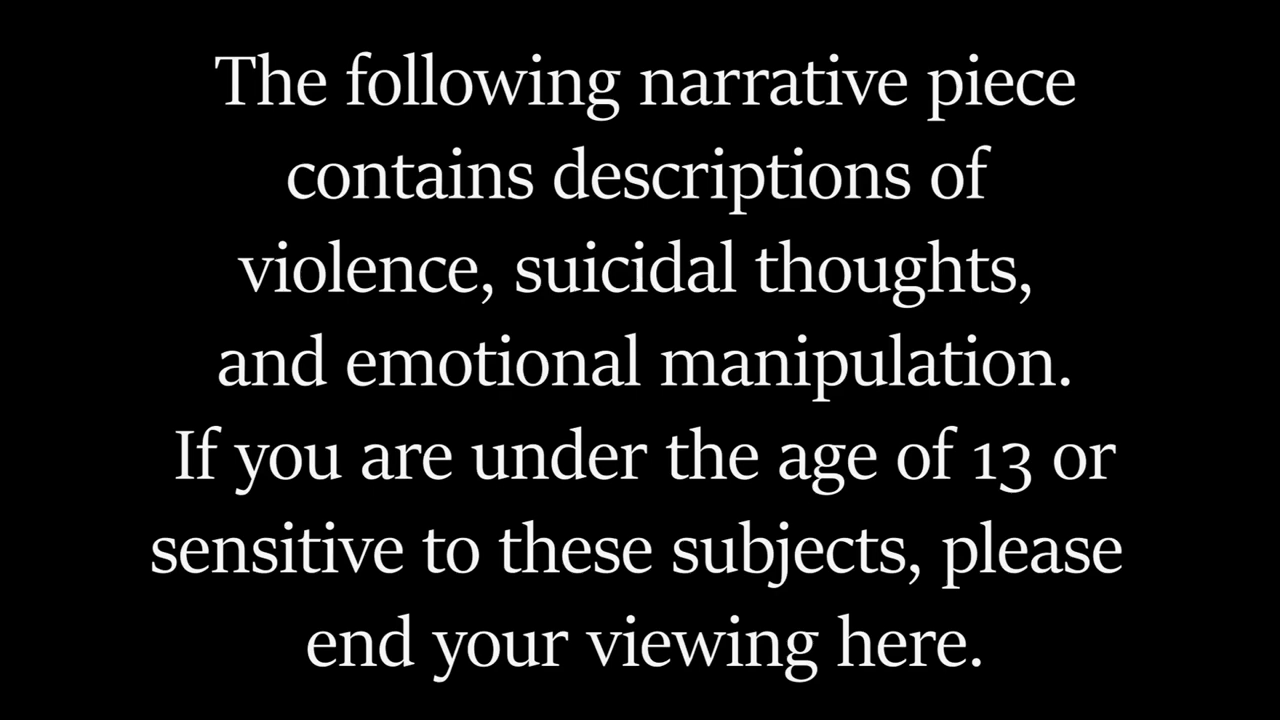 The following narrative piece
contains descriptions of
violence, suicidal thoughts,
and emotional manipulation.
If you are under the age of 13 or
sensitive to these subjects, please
end your viewing here.